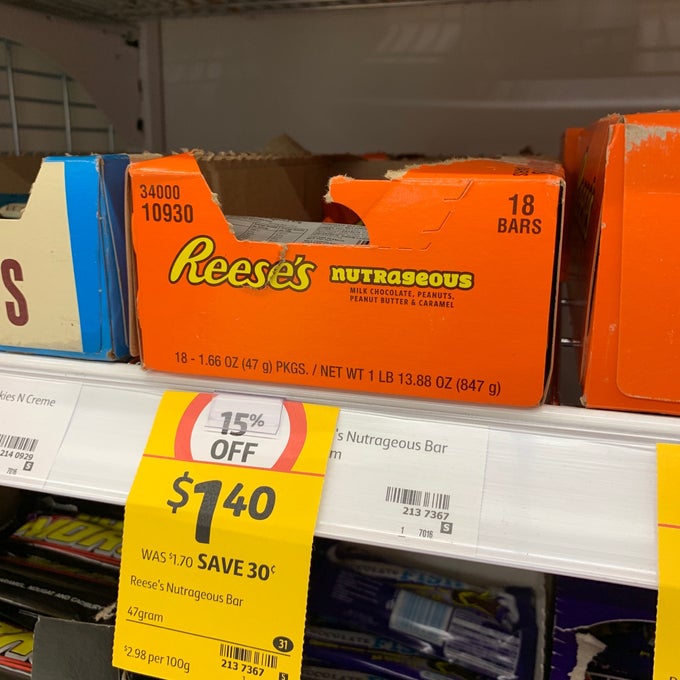 34000
10930
18
BARS
Reese's NUTRAGEOUS
MILK CHOCOLATE, PEANUTS,
PEANUT BUTTER & CARAMEL
18 - 1.66 OZ (47 g) PKGS. / NET WT 1 LB 13.88 OZ (847 g)
S
kies N Creme
214 0929
7016 S
's Nutrageous Bar
m
213 7367
1 7016 S
15%
OFF
$1.40
WAS $1.70 SAVE 30¢
Reese's Nutrageous Bar
47gram
31
$2.98 per 100g
213 7367
S